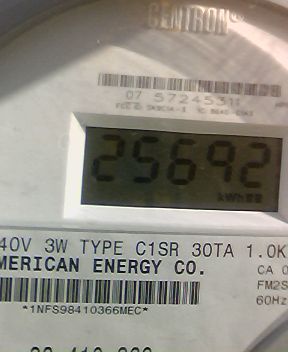 CENTRON®
07 57245311
25692
kWh
40V 3W TYPE C1SR 30TA 1.0K
MERICAN ENERGY CO.
CA 0
FM2S
60Hz
*1NFS98410366MEC*